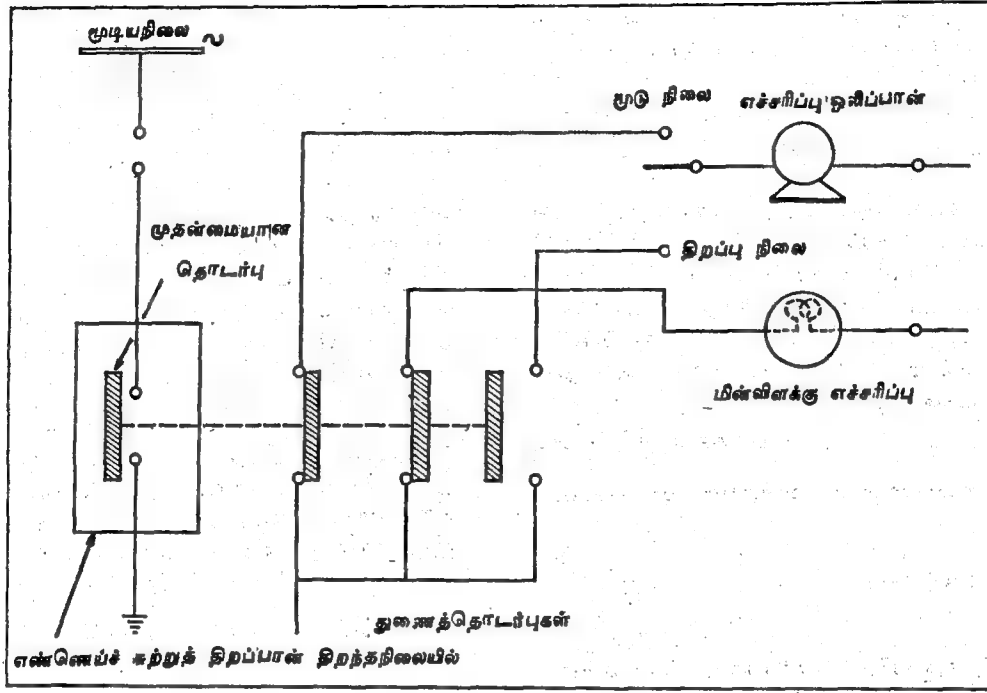 மூடியநிலை
மூடு நிலை
எச்சரிப்பு ஒலிப்பான்
முதன்மையான
தொடர்பு
திறப்பு நிலை
மின்விளக்கு எச்சரிப்பு
துணைத்தொடர்புகள்
எண்ணெய்ச் சுற்றுத் திறப்பான் திறந்தநிலையில்